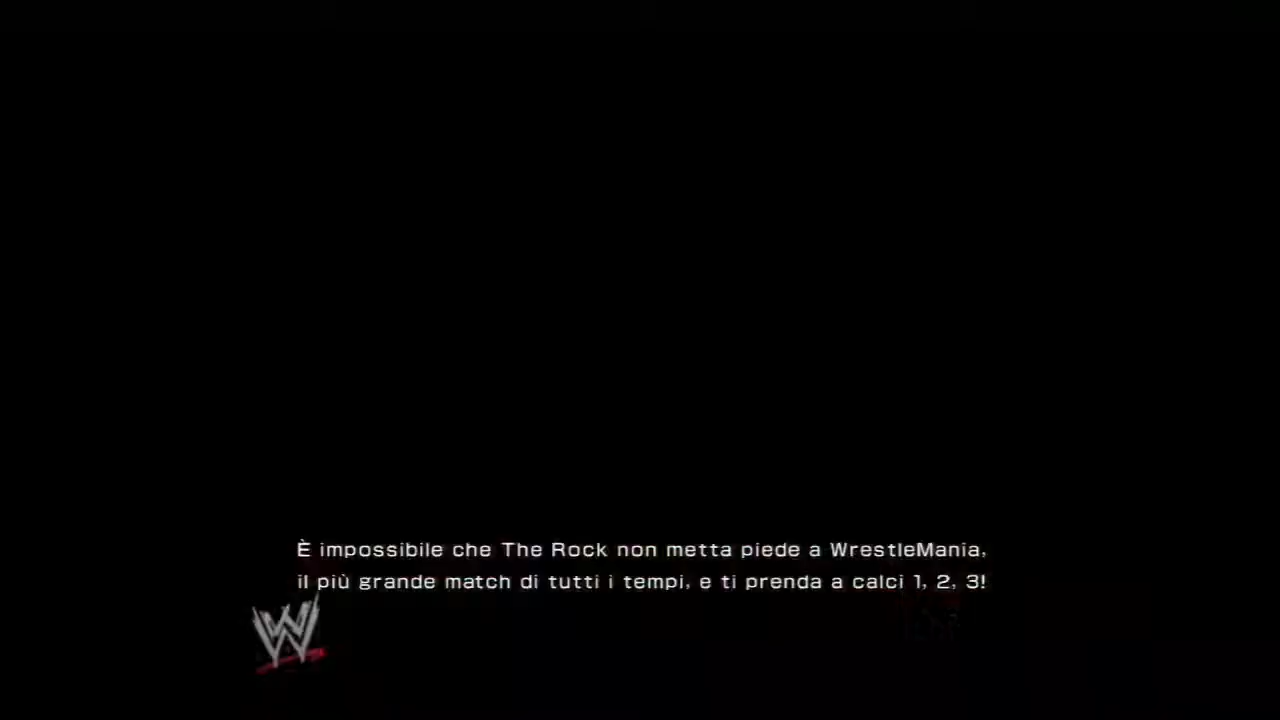 È impossibile che The Rock non metta piede a WrestleMania,
il più grande match di tutti i tempi, e ti prenda a calci 1, 2, 3!
W